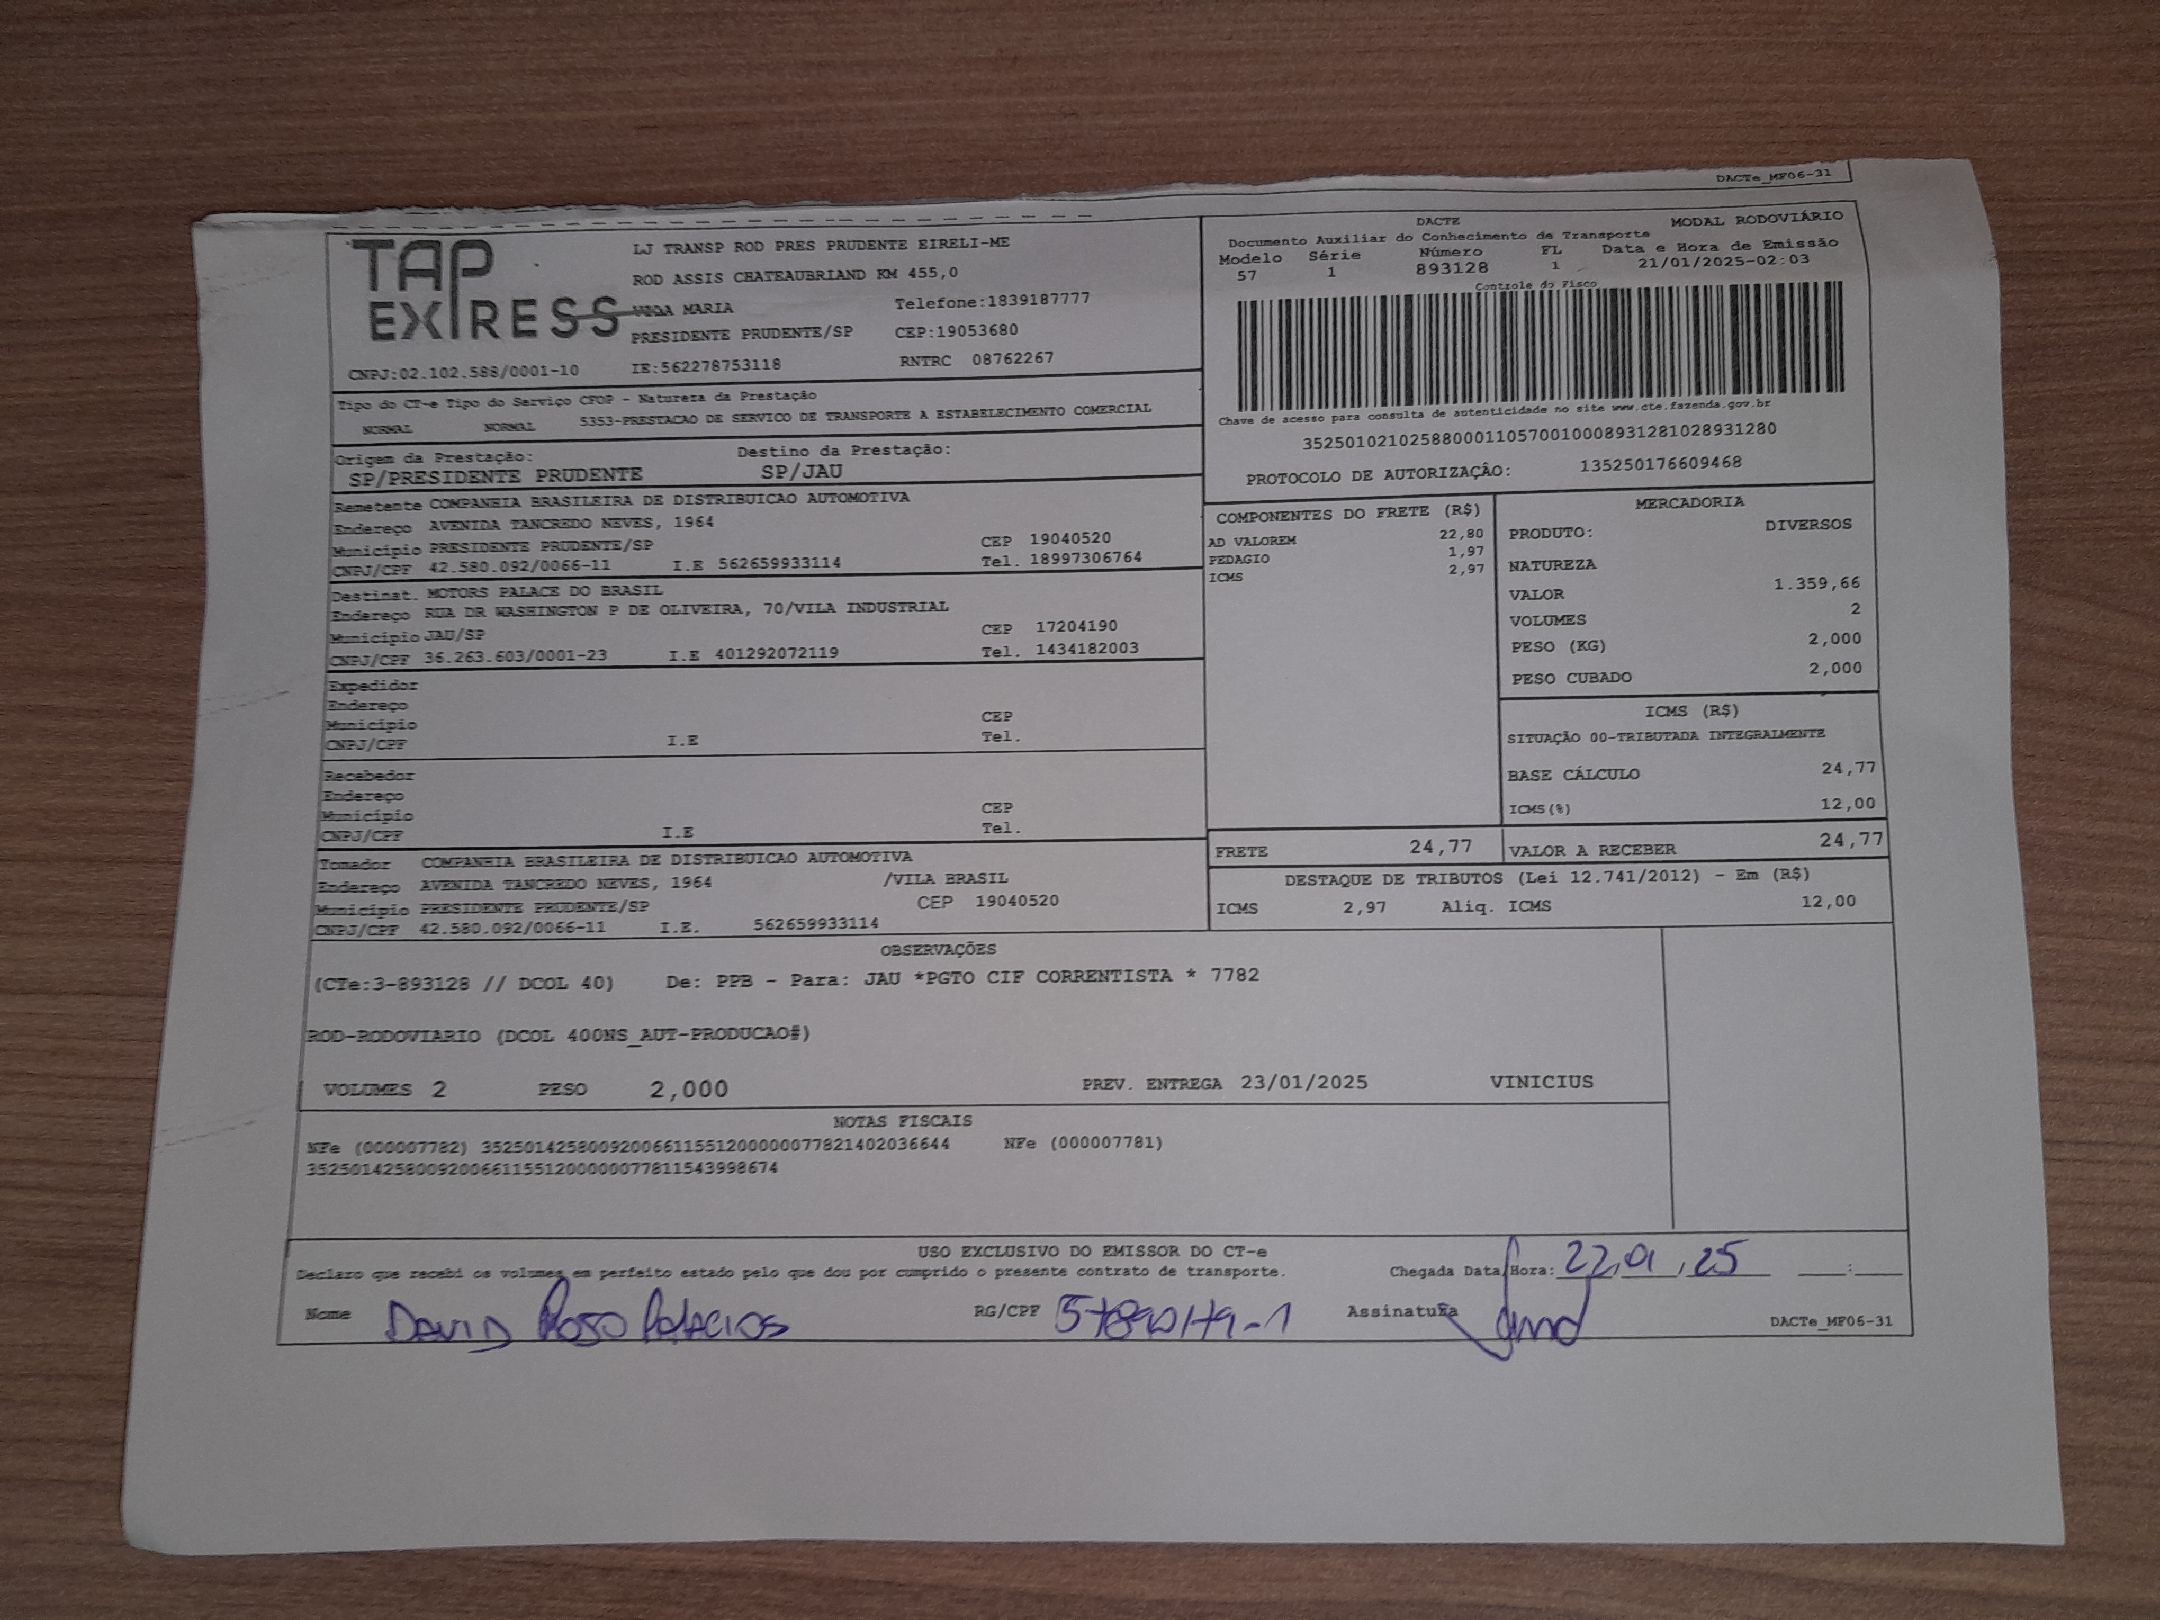 DACTe_MF06-31
TAP EXPRESS
LJ TRANSP ROD PRES PRUDENTE EIRELI-ME
ROD ASSIS CHATEAUBRIAND KM 455,0
MARIA Telefone:1839187777
PRESIDENTE PRUDENTE/SP CEP:19053680
CNPJ:02.102.588/0001-10 IE:562278753118 RNTRC 08762267
DACTE MODAL RODOVIÁRIO
Documento Auxiliar do Conhecimento de Transporte
Modelo Série Número FL Data e Hora de Emissão
57 1 893128 1 21/01/2025-02:03
Controle do Fisco
Chave de acesso para consulta de autenticidade no site www.cte.fazenda.gov.br
35250102102588000110570010008931281028931280
PROTOCOLO DE AUTORIZAÇÃO: 135250176609468
Tipo do CT-e Tipo do Serviço CFOP - Natureza da Prestação
NORMAL NORMAL 5353-PRESTACAO DE SERVICO DE TRANSPORTE A ESTABELECIMENTO COMERCIAL
Origem da Prestação: Destino da Prestação:
SP/PRESIDENTE PRUDENTE SP/JAU
Remetente COMPANHIA BRASILEIRA DE DISTRIBUICAO AUTOMOTIVA
Endereço AVENIDA TANCREDO NEVES, 1964
Município PRESIDENTE PRUDENTE/SP CEP 19040520
CNPJ/CPF 42.580.092/0066-11 I.E 562659933114 Tel. 18997306764
Destinat. MOTORS PALACE DO BRASIL
Endereço RUA DR WASHINGTON P DE OLIVEIRA, 70/VILA INDUSTRIAL
Município JAU/SP CEP 17204190
CNPJ/CPF 36.263.603/0001-23 I.E 401292072119 Tel. 1434182003
Expedidor
Endereço
Município CEP
CNPJ/CPF I.E Tel.
Recebedor
Endereço
Município CEP
CNPJ/CPF I.E Tel.
Tomador COMPANHIA BRASILEIRA DE DISTRIBUICAO AUTOMOTIVA
Endereço AVENIDA TANCREDO NEVES, 1964 /VILA BRASIL
Município PRESIDENTE PRUDENTE/SP CEP 19040520
CNPJ/CPF 42.580.092/0066-11 I.E. 562659933114
COMPONENTES DO FRETE (R$)
AD VALOREM 22,80
PEDAGIO 1,97
ICMS 2,97
MERCADORIA
PRODUTO: DIVERSOS
NATUREZA
VALOR 1.359,66
VOLUMES 2
PESO (KG) 2,000
PESO CUBADO 2,000
ICMS (R$)
SITUAÇÃO 00-TRIBUTADA INTEGRALMENTE
BASE CÁLCULO 24,77
ICMS(%) 12,00
FRETE 24,77 VALOR A RECEBER 24,77
DESTAQUE DE TRIBUTOS (Lei 12.741/2012) - Em (R$)
ICMS 2,97 Aliq. ICMS 12,00
OBSERVAÇÕES
(CTe:3-893128 // DCOL 40) De: PPB - Para: JAU *PGTO CIF CORRENTISTA * 7782
ROD-RODOVIARIO (DCOL 400NS_AUT-PRODUCAO#)
VOLUMES 2 PESO 2,000 PREV. ENTREGA 23/01/2025 VINICIUS
NOTAS FISCAIS
NFe (000007782) 35250142580092006611551200000077821402036644 NFe (000007781)
35250142580092006611551200000077811543998674
USO EXCLUSIVO DO EMISSOR DO CT-e
Declaro que recebi os volumes em perfeito estado pelo que dou por cumprido o presente contrato de transporte. Chegada Data/Hora: 22,01,25 :
Nome DAVID ROSO PALACIOS RG/CPF Assinatura
DACTe_MF06-31